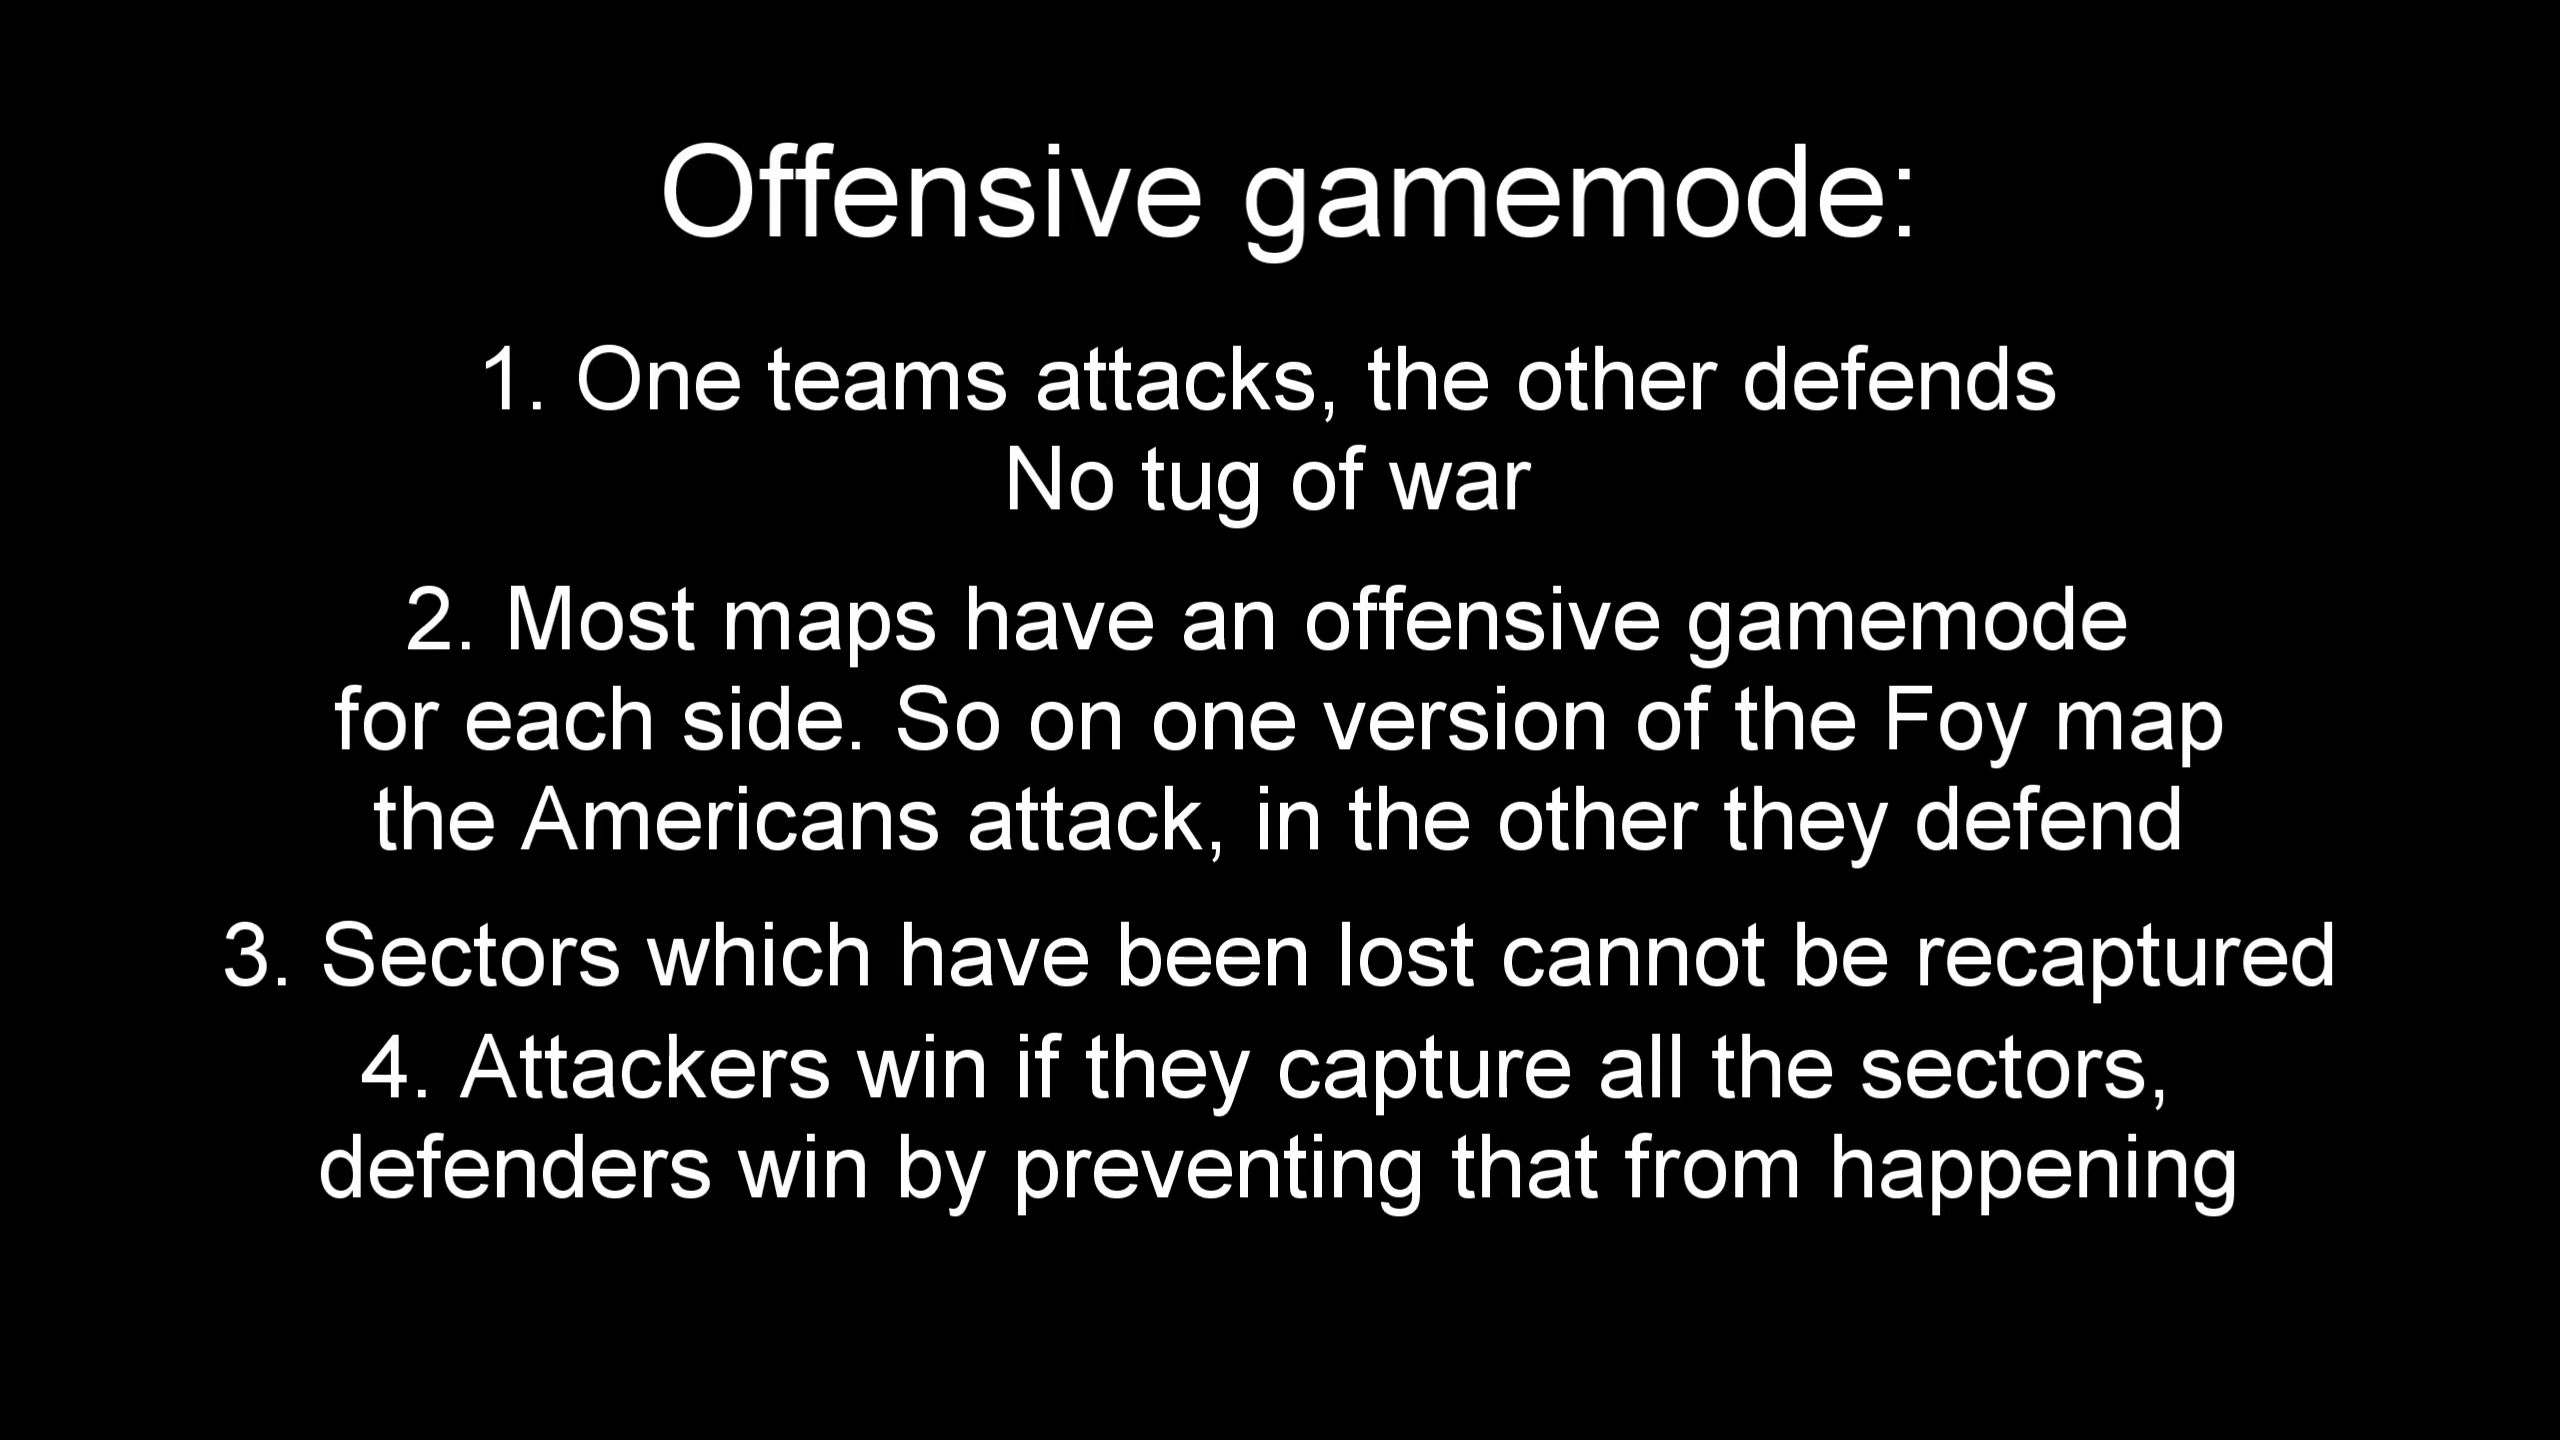 Offensive gamemode:
1. One teams attacks, the other defends
No tug of war
2. Most maps have an offensive gamemode
for each side. So on one version of the Foy map
the Americans attack, in the other they defend
3. Sectors which have been lost cannot be recaptured
4. Attackers win if they capture all the sectors,
defenders win by preventing that from happening